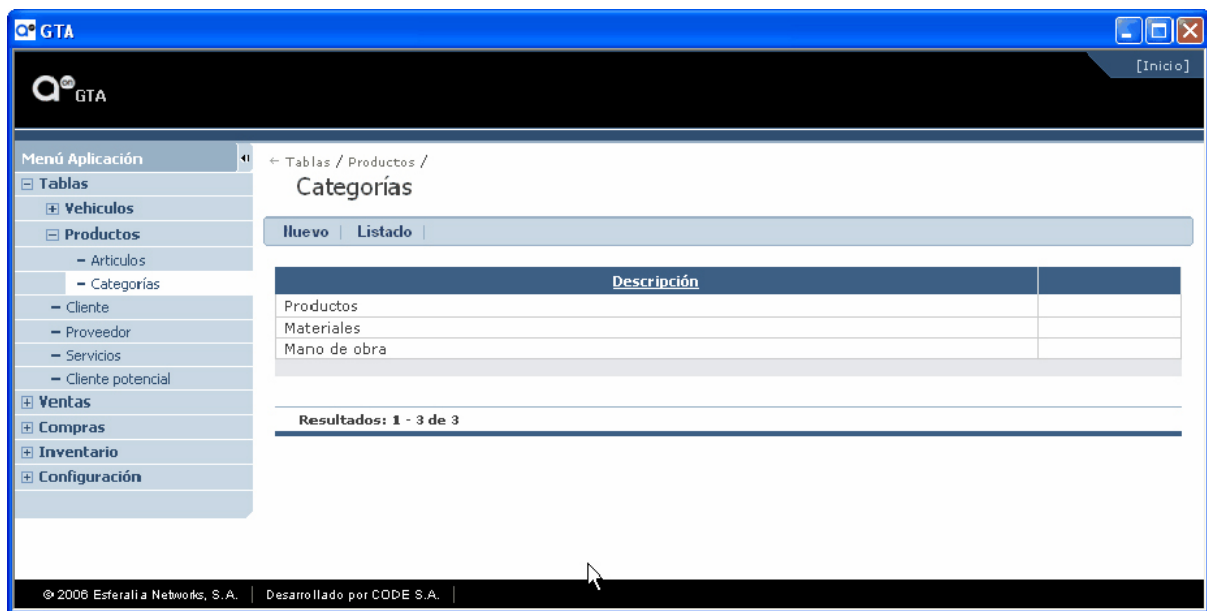 GTA
[Inicio]
aon GTA
Menú Aplicación
← Tablas / Productos /
Categorías
Tablas
Vehiculos
Productos
Articulos
Categorías
Cliente
Proveedor
Servicios
Cliente potencial
Ventas
Compras
Inventario
Configuración
Nuevo | Listado |
Descripción
Productos
Materiales
Mano de obra
Resultados: 1 - 3 de 3
© 2006 Esferalia Networks, S.A. | Desarrollado por CODE S.A. |